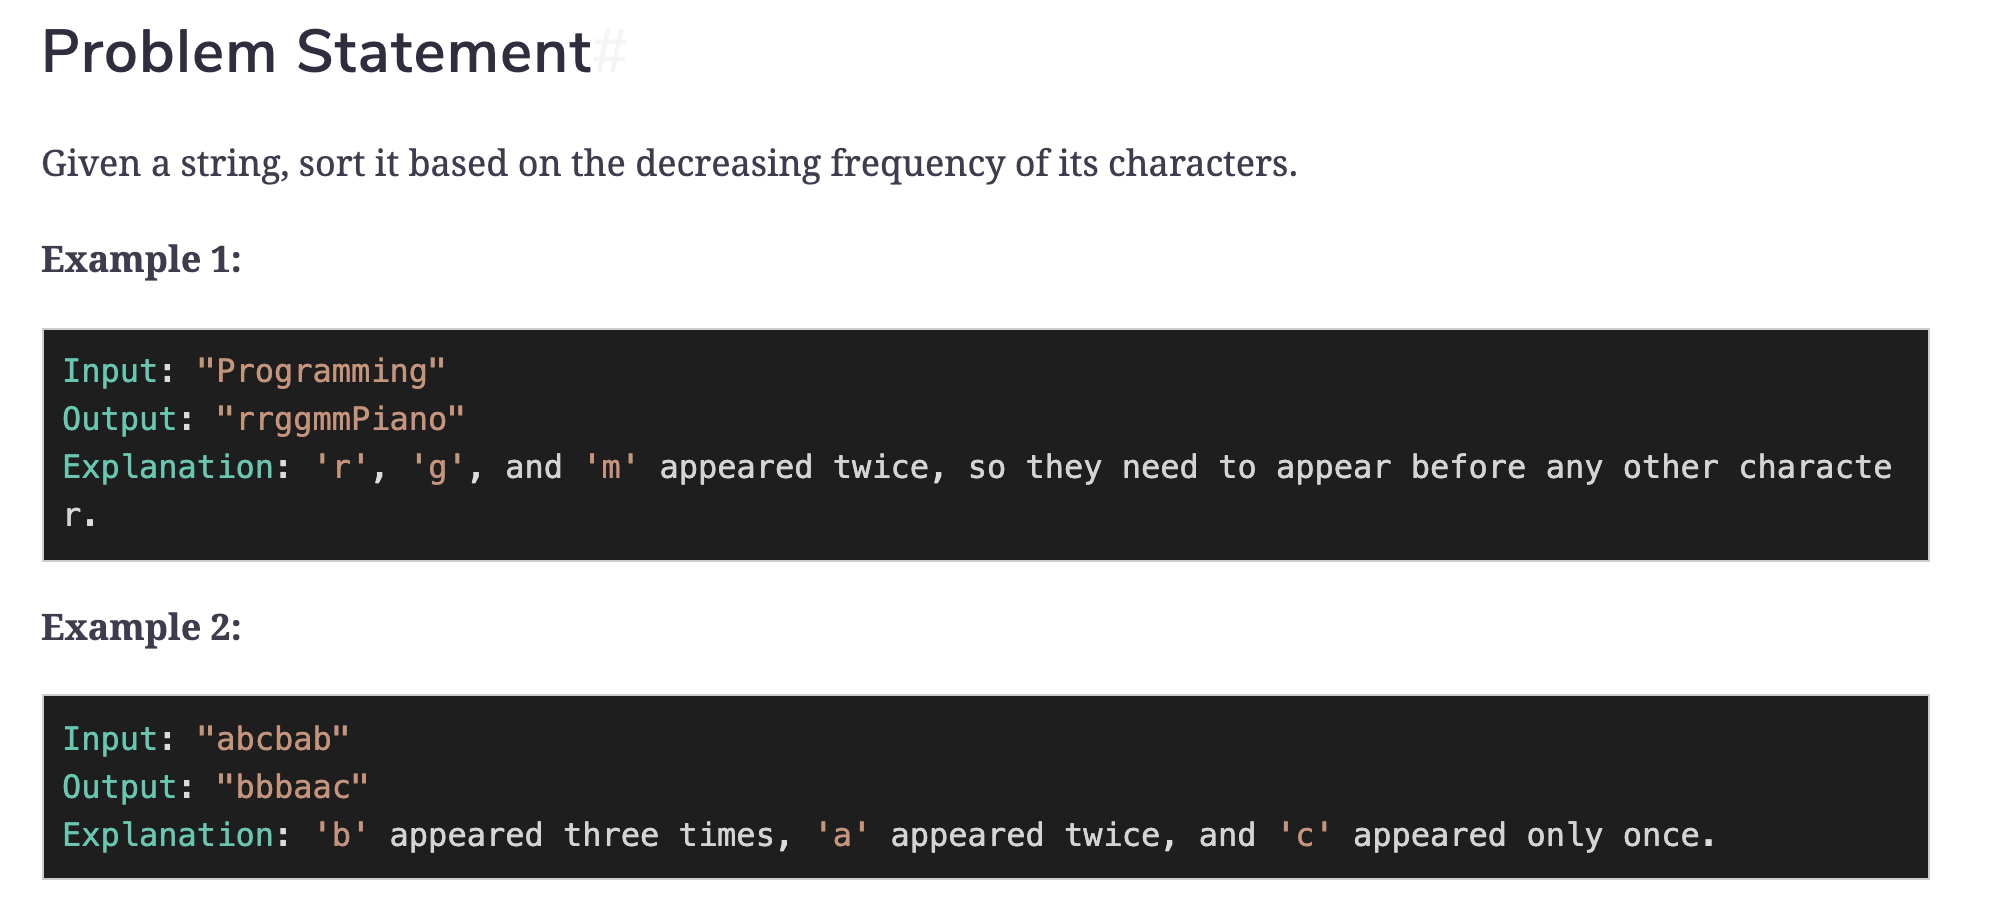 Problem Statement#
Given a string, sort it based on the decreasing frequency of its characters.
Example 1:
Input: "Programming"
Output: "rrggmmPiano"
Explanation: 'r', 'g', and 'm' appeared twice, so they need to appear before any other characte
r.
Example 2:
Input: "abcbab"
Output: "bbbaac"
Explanation: 'b' appeared three times, 'a' appeared twice, and 'c' appeared only once.